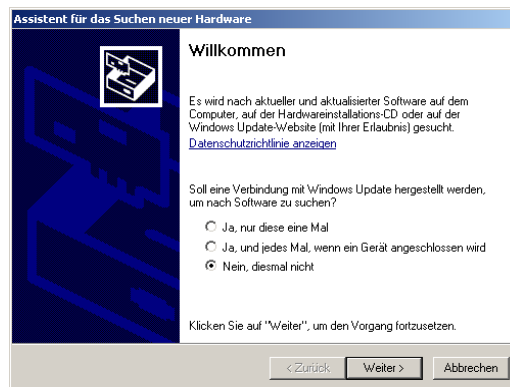 Assistent für das Suchen neuer Hardware
Willkommen
Es wird nach aktueller und aktualisierter Software auf dem
Computer, auf der Hardwareinstallations-CD oder auf der
Windows Update-Website (mit Ihrer Erlaubnis) gesucht.
Datenschutzrichtlinie anzeigen
Soll eine Verbindung mit Windows Update hergestellt werden,
um nach Software zu suchen?
Ja, nur diese eine Mal
Ja, und jedes Mal, wenn ein Gerät angeschlossen wird
Nein, diesmal nicht
Klicken Sie auf "Weiter", um den Vorgang fortzusetzen.
< Zurück Weiter > Abbrechen